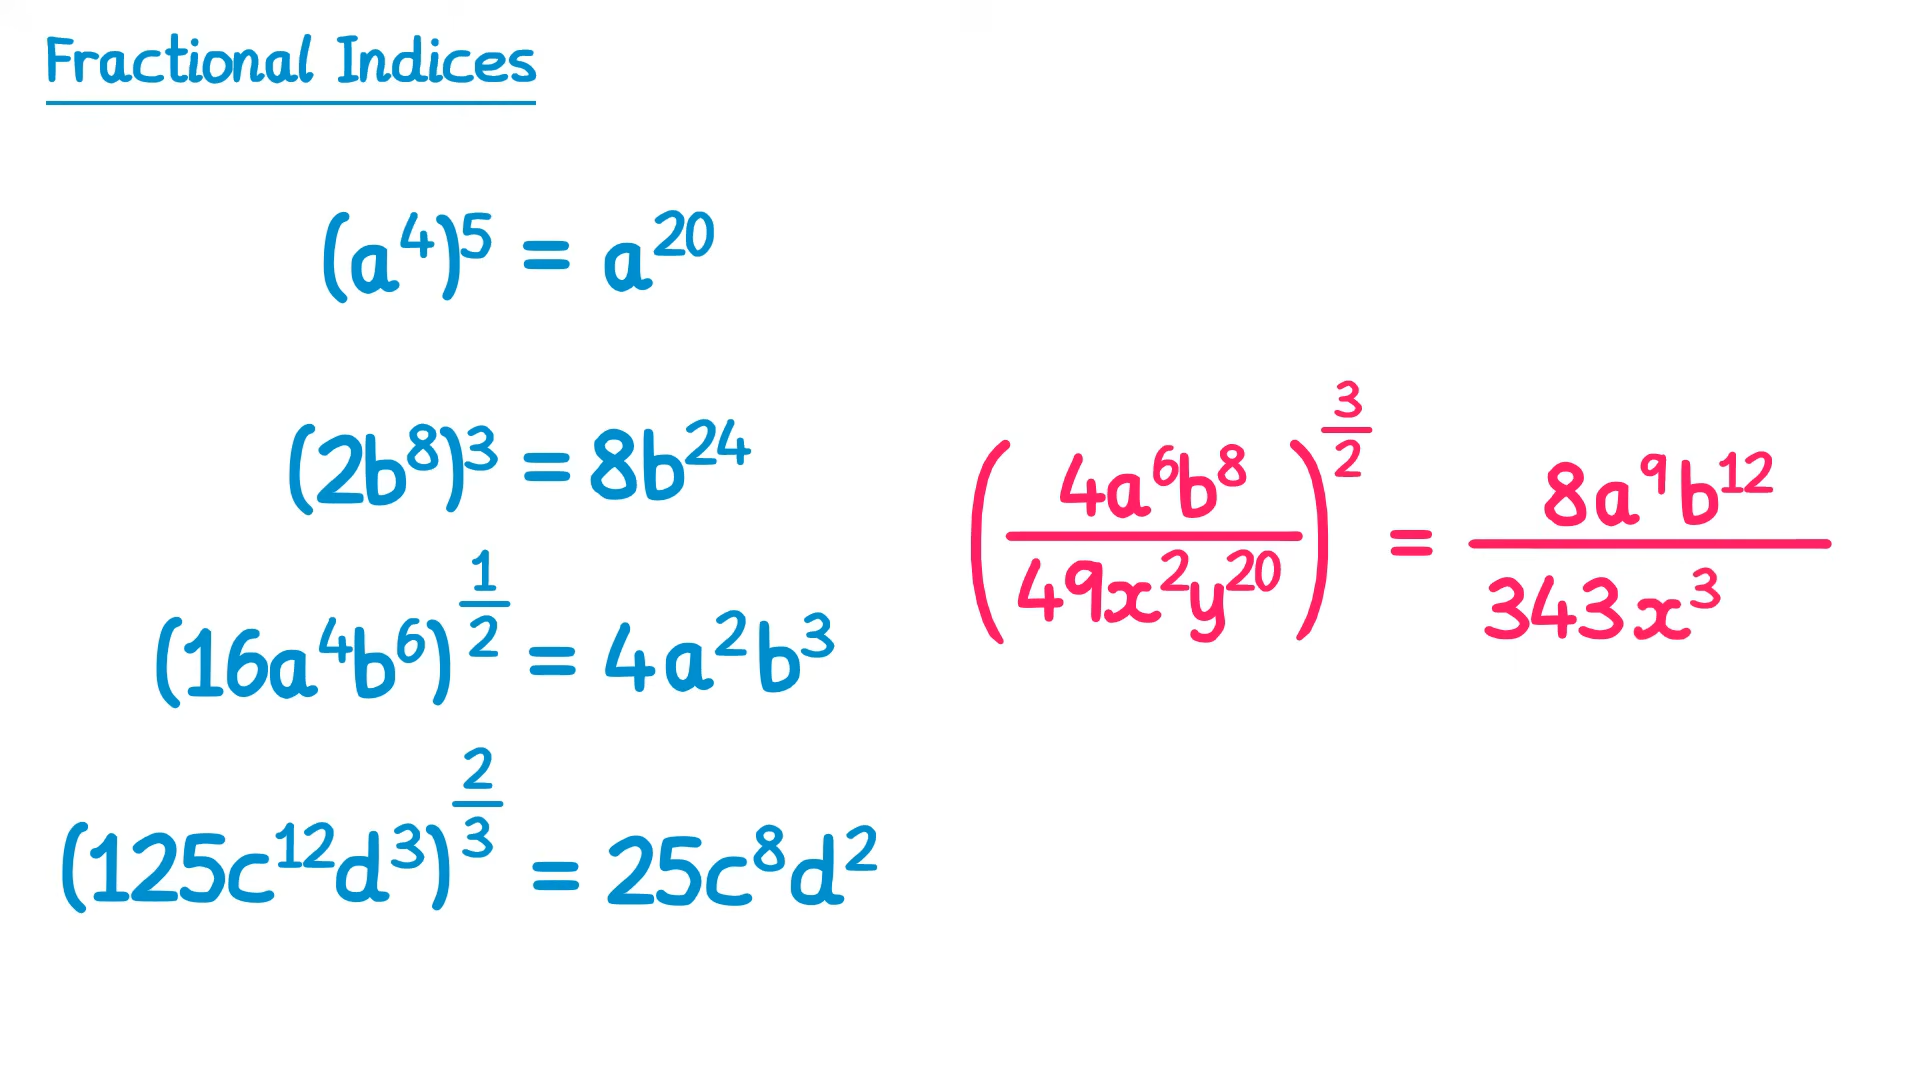 Fractional Indices
(a⁴)⁵ = a²⁰
(2b⁸)³ = 8b²⁴
(16a⁴b⁶)^(1/2) = 4a²b³
(125c¹²d³)^(2/3) = 25c⁸d²
(4a⁶b⁸/49x²y²⁰)^(3/2) = 8a⁹b¹²/343x³